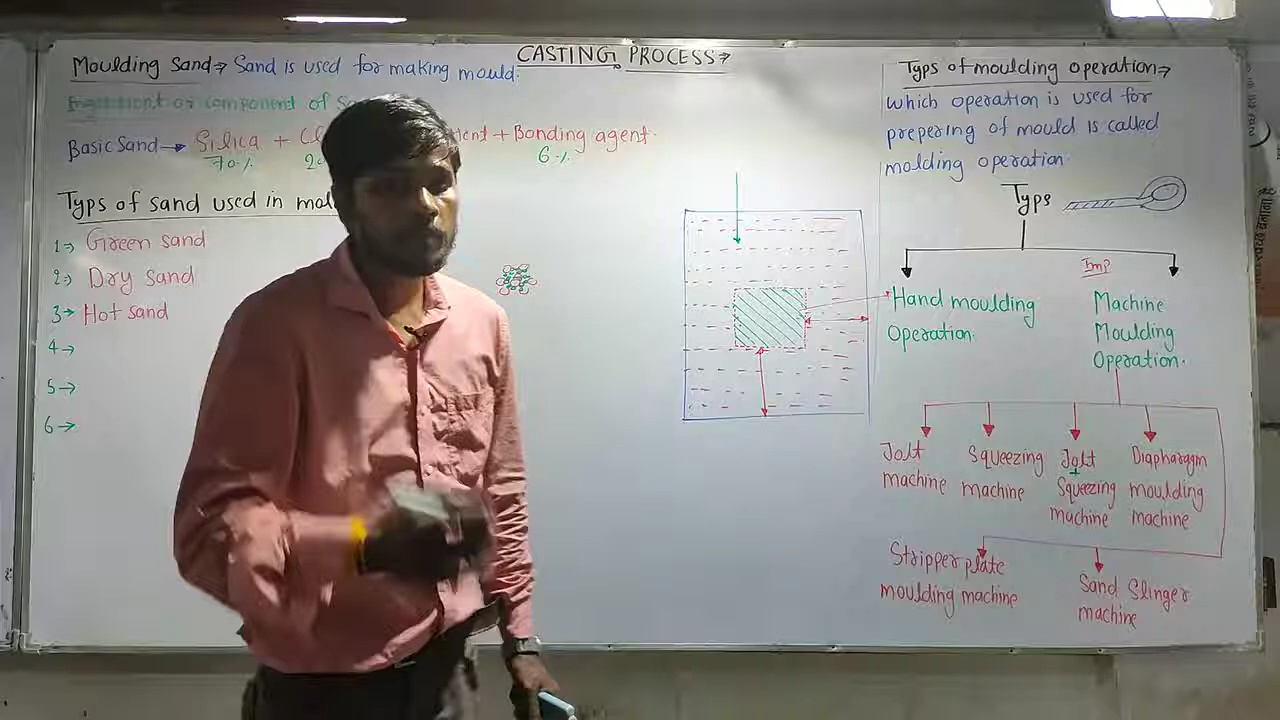 CASTING PROCESS→
Moulding Sand→ Sand is used for making mould.
component of
Basic Sand→ Silica + + Bonding agent.
70% 6%
Typs of sand used in
1→ Green sand
2→ Dry sand
3→ Hot sand
4→
5→
6→
Typs of moulding operation→
which operation is used for
prepering of mould is called
molding operation.
Typs
Imp
Hand moulding
Operation.
Machine
Moulding
Operation.
Jolt
machine
Squeezing
machine
Jolt
+
Squeezing
machine
Diapharagm
moulding
machine
Stripper plate
moulding machine
Sand Slinger
machine